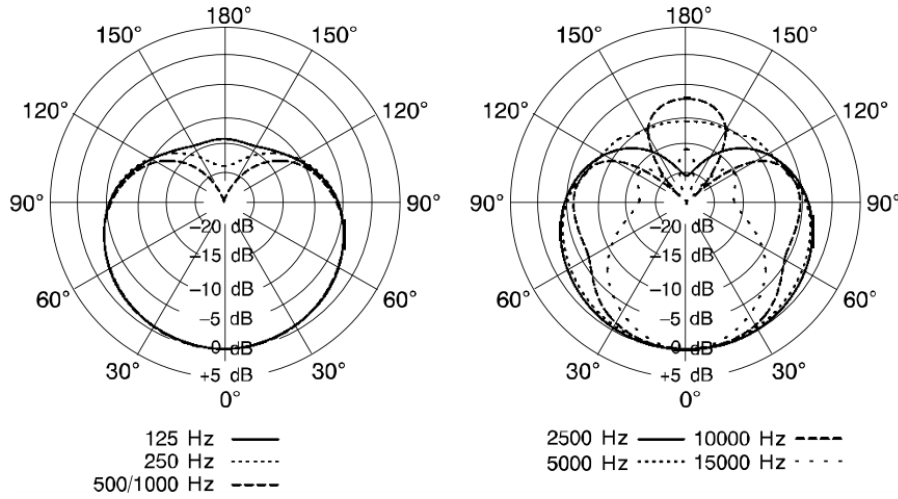 180°
150° 150°
120° 120°
90° 90°
60° 60°
30° 30°
0°
−20 dB
−15 dB
−10 dB
−5 dB
0 dB
+5 dB
125 Hz
250 Hz
500/1000 Hz
180°
150° 150°
120° 120°
90° 90°
60° 60°
30° 30°
0°
−20 dB
−15 dB
−10 dB
−5 dB
0 dB
+5 dB
2500 Hz 10000 Hz
5000 Hz 15000 Hz